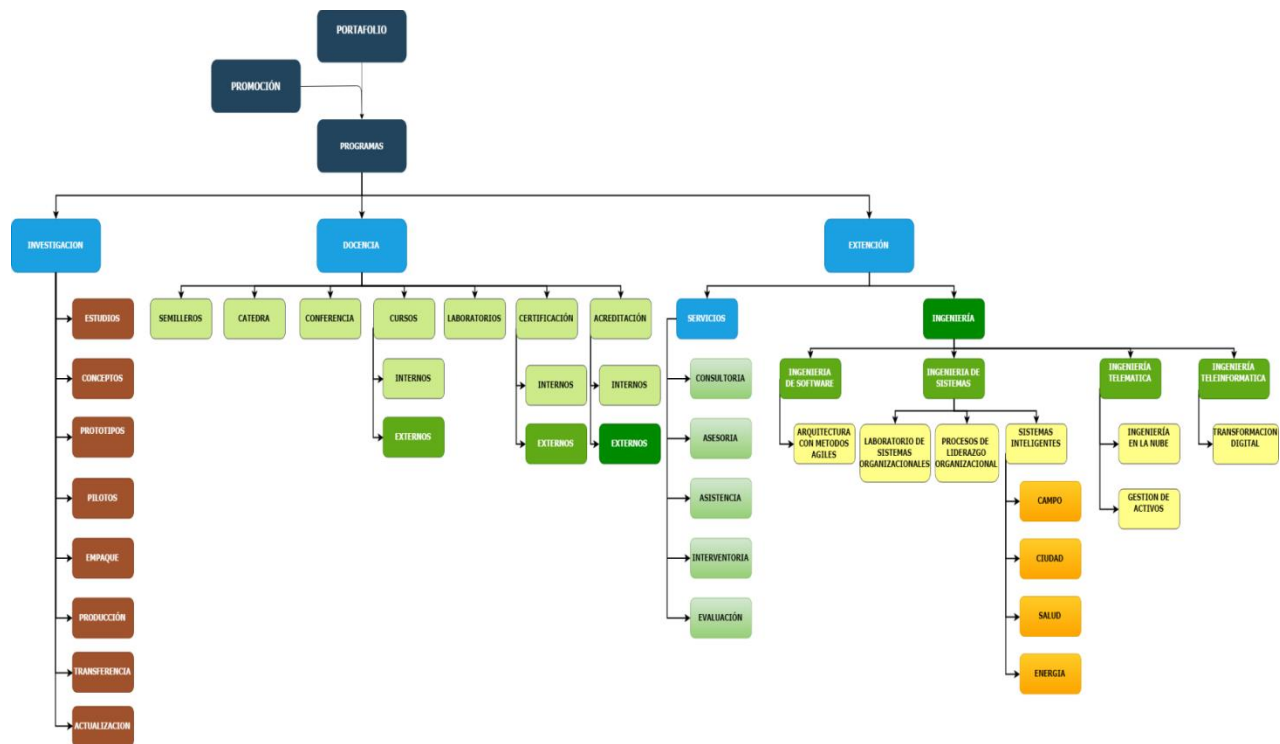 PORTAFOLIO
PROMOCIÓN
PROGRAMAS
INVESTIGACION
DOCENCIA
EXTENCIÓN
ESTUDIOS
CONCEPTOS
PROTOTIPOS
PILOTOS
EMPAQUE
PRODUCCIÓN
TRANSFERENCIA
ACTUALIZACION
SEMILLEROS
CATEDRA
CONFERENCIA
CURSOS
INTERNOS
EXTERNOS
LABORATORIOS
CERTIFICACIÓN
INTERNOS
EXTERNOS
ACREDITACIÓN
INTERNOS
EXTERNOS
SERVICIOS
CONSULTORIA
ASESORIA
ASISTENCIA
INTERVENTORIA
EVALUACIÓN
INGENIERÍA
INGENIERIA
DE SOFTWARE
ARQUITECTURA
CON METODOS
AGILES
INGENIERIA DE
SISTEMAS
LABORATORIO DE
SISTEMAS
ORGANIZACIONALES
PROCESOS DE
LIDERAZGO
ORGANIZACIONAL
SISTEMAS
INTELIGENTES
CAMPO
CIUDAD
SALUD
ENERGIA
INGENIERÍA
TELEMATICA
INGENIERÍA
EN LA NUBE
GESTION DE
ACTIVOS
INGENIERÍA
TELEINFORMATICA
TRANSFORMACION
DIGITAL